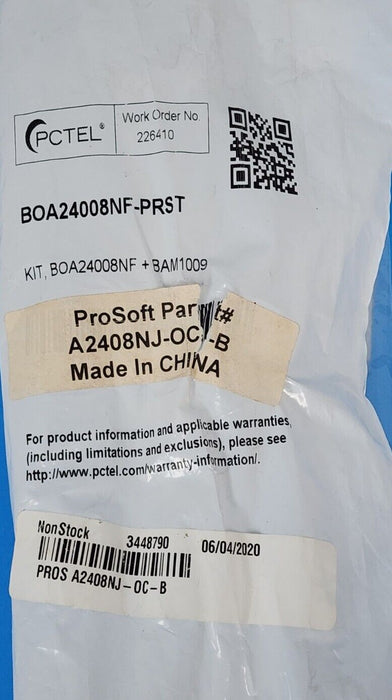 PCTEL®
Work Order No.
226410
BOA24008NF-PRST
KIT, BOA24008NF + BAM1009
ProSoft Part#
A2408NJ-OC-B
Made In CHINA
For product information and applicable warranties,
(including limitations and exclusions), please see
http://www.pctel.com/warranty-information/.
NonStock
3448790 06/04/2020
PROS A2408NJ-OC-B